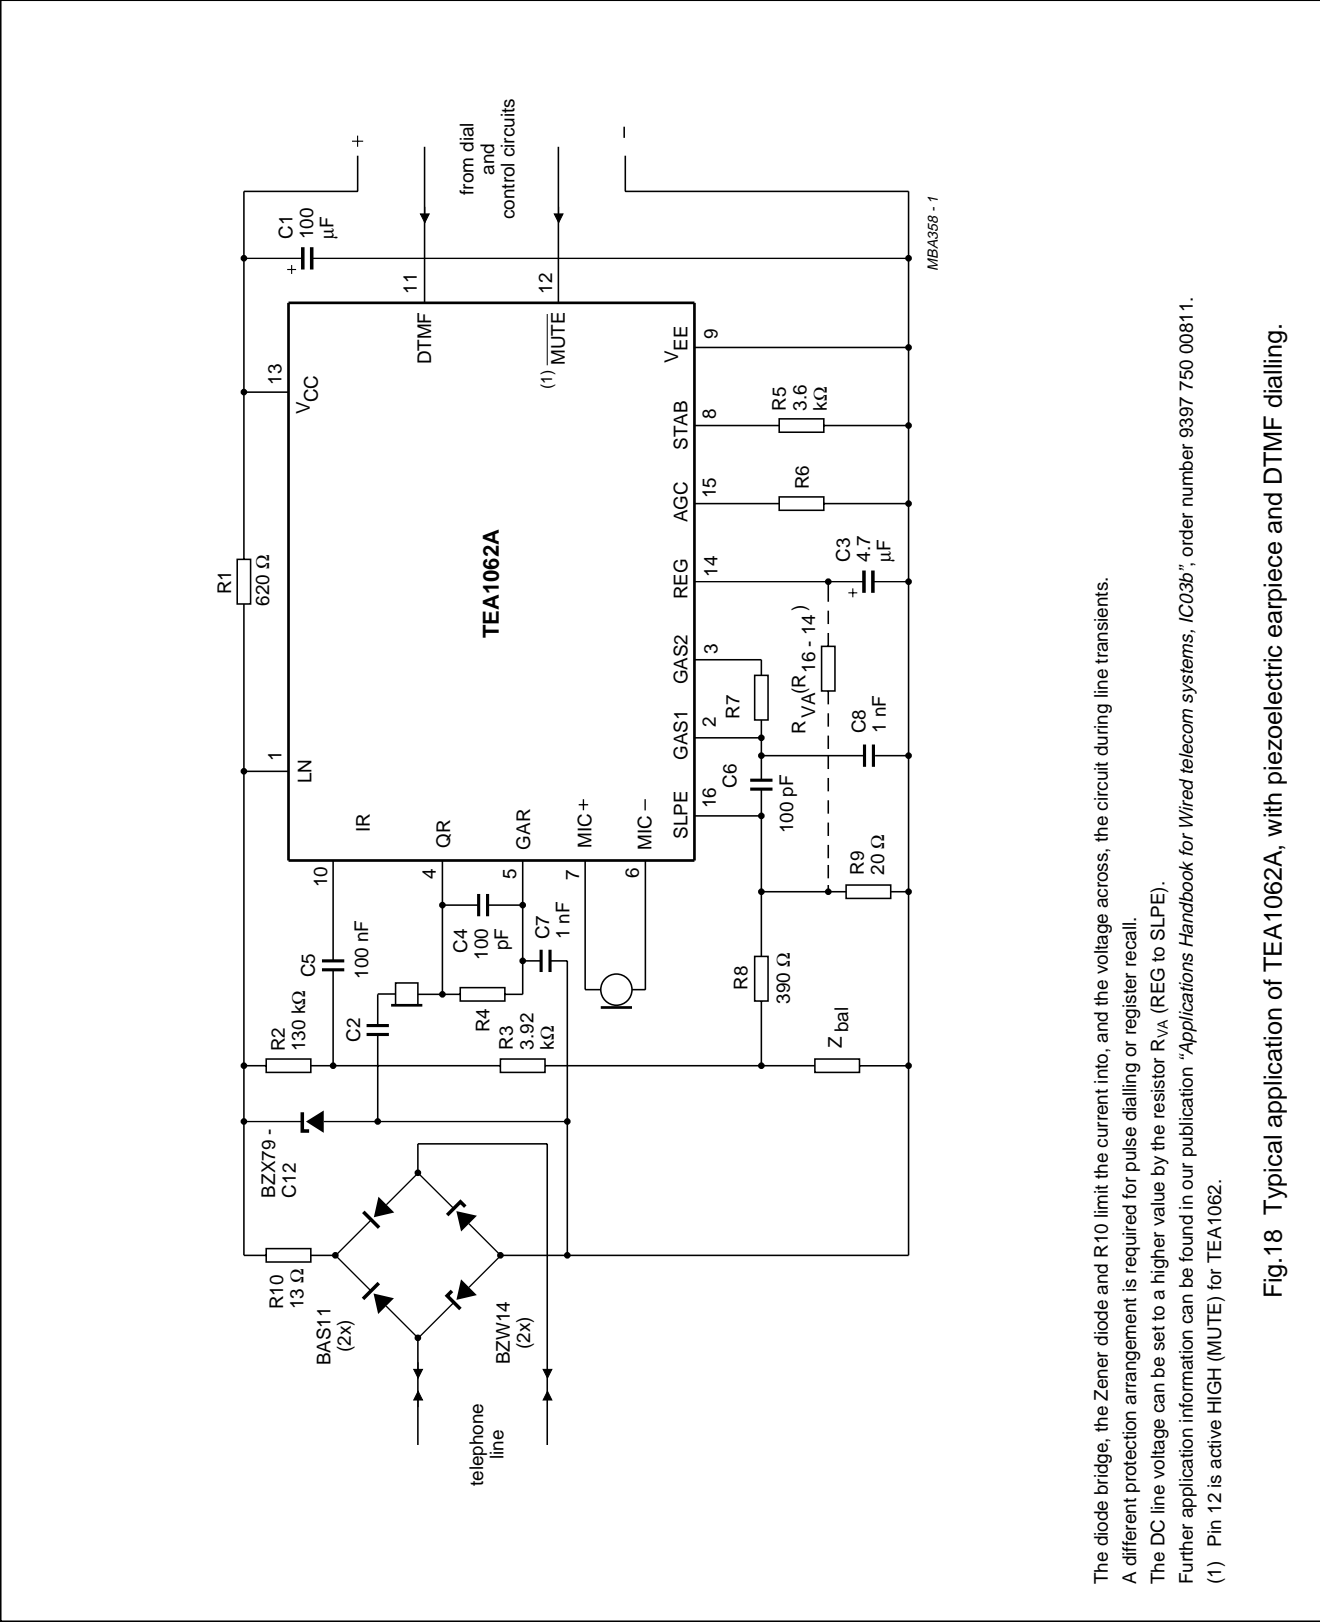 R10
13 Ω
BAS11
(2x)
BZW14
(2x)
telephone
line
BZX79 -
C12
R2
130 kΩ
C5
100 nF
C2
C4
100
pF
R4
R3
3.92
kΩ
C7
1 nF
R8
390 Ω
Z bal
R1
620 Ω
C1
100
μF
+
+
from dial
and
control circuits
−
1
LN
13
VCC
11
DTMF
12
(1) MUTE
TEA1062A
10
IR
4
QR
5
GAR
7
MIC+
6
MIC −
SLPE
16
GAS1
2
GAS2
3
REG
14
AGC
15
STAB
8
VEE
9
C6
100 pF
R7
RVA(R16 - 14)
C8
1 nF
R9
20 Ω
+
C3
4.7
μF
R6
R5
3.6
kΩ
MBA358 - 1
The diode bridge, the Zener diode and R10 limit the current into, and the voltage across, the circuit during line transients.
A different protection arrangement is required for pulse dialling or register recall.
The DC line voltage can be set to a higher value by the resistor RVA (REG to SLPE).
Further application information can be found in our publication “Applications Handbook for Wired telecom systems, IC03b”, order number 9397 750 00811.
(1) Pin 12 is active HIGH (MUTE) for TEA1062.
Fig.18 Typical application of TEA1062A, with piezoelectric earpiece and DTMF dialling.